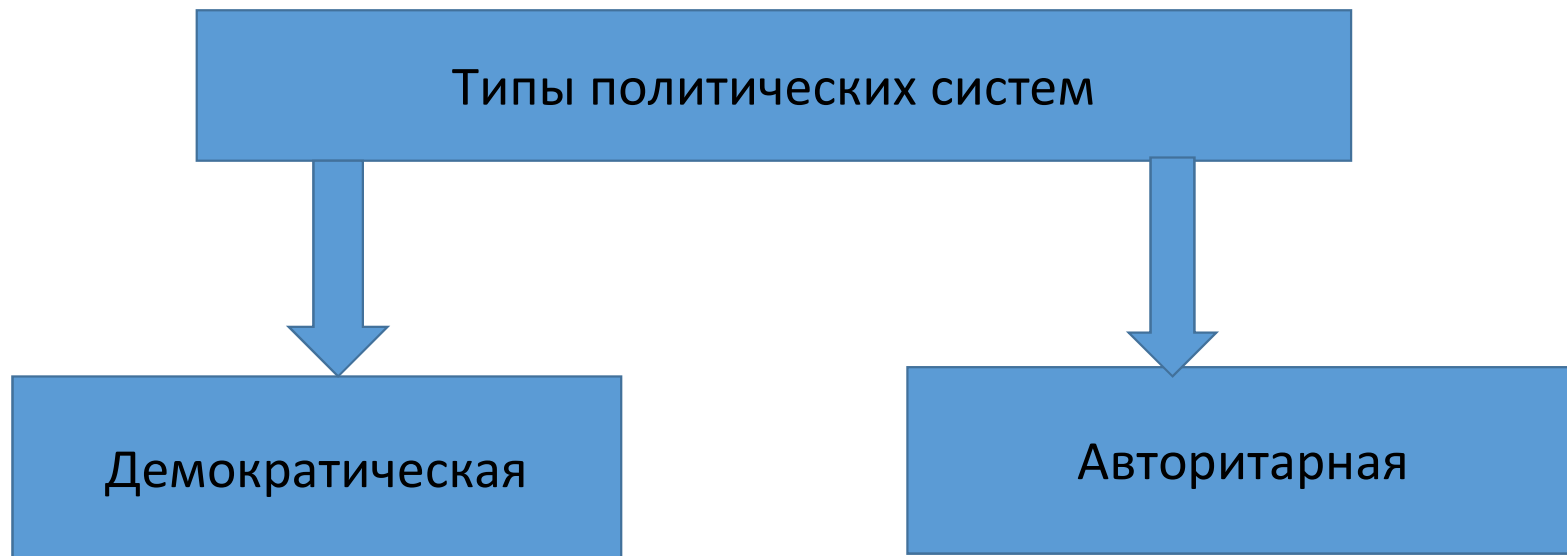 Типы политических систем
Демократическая
Авторитарная